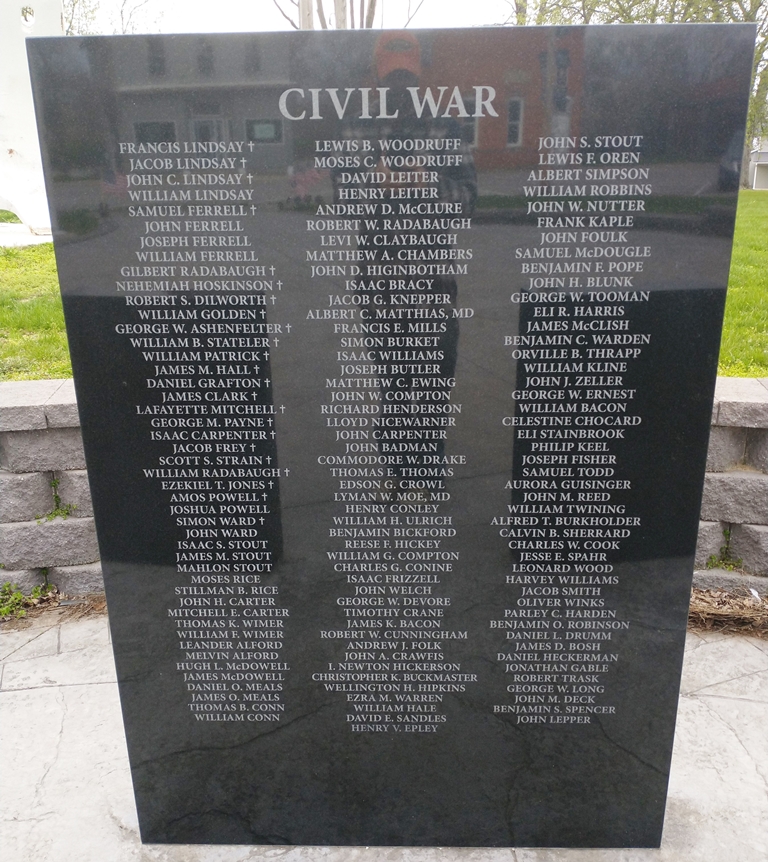 CIVIL WAR
FRANCIS LINDSAY †
JACOB LINDSAY †
JOHN C. LINDSAY †
WILLIAM LINDSAY
SAMUEL FERRELL †
JOHN FERRELL
JOSEPH FERRELL
WILLIAM FERRELL
GILBERT RADABAUGH †
NEHEMIAH HOSKINSON †
ROBERT S. DILWORTH †
WILLIAM GOLDEN †
GEORGE W. ASHENFELTER †
WILLIAM B. STATELER †
WILLIAM PATRICK †
JAMES M. HALL †
DANIEL GRAFTON †
JAMES CLARK †
LAFAYETTE MITCHELL †
GEORGE M. PAYNE †
ISAAC CARPENTER †
JACOB FREY †
SCOTT S. STRAIN †
WILLIAM RADABAUGH †
EZEKIEL T. JONES †
AMOS POWELL †
JOSHUA POWELL
SIMON WARD †
JOHN WARD
ISAAC S. STOUT
JAMES M. STOUT
MAHLON STOUT
MOSES RICE
STILLMAN B. RICE
JOHN H. CARTER
MITCHELL E. CARTER
THOMAS K. WIMER
WILLIAM F. WIMER
LEANDER ALFORD
MELVIN ALFORD
HUGH L. McDOWELL
JAMES McDOWELL
DANIEL O. MEALS
JAMES O. MEALS
THOMAS B. CONN
WILLIAM CONN
LEWIS B. WOODRUFF
MOSES C. WOODRUFF
DAVID LEITER
HENRY LEITER
ANDREW D. McCLURE
ROBERT W. RADABAUGH
LEVI W. CLAYBAUGH
MATTHEW A. CHAMBERS
JOHN D. HIGINBOTHAM
ISAAC BRACY
JACOB G. KNEPPER
ALBERT C. MATTHIAS, MD
FRANCIS E. MILLS
SIMON BURKET
ISAAC WILLIAMS
JOSEPH BUTLER
MATTHEW C. EWING
JOHN W. COMPTON
RICHARD HENDERSON
LLOYD NICEWARNER
JOHN CARPENTER
JOHN BADMAN
COMMODORE W. DRAKE
THOMAS E. THOMAS
EDSON G. CROWL
LYMAN W. MOE, MD
HENRY CONLEY
WILLIAM H. ULRICH
BENJAMIN BICKFORD
REESE F. HICKEY
WILLIAM G. COMPTON
CHARLES G. CONINE
ISAAC FRIZZELL
JOHN WELCH
GEORGE W. DEVORE
TIMOTHY CRANE
JAMES K. BACON
ROBERT W. CUNNINGHAM
ANDREW J. FOLK
JOHN A. CRAWFIS
I. NEWTON HICKERSON
CHRISTOPHER K. BUCKMASTER
WELLINGTON H. HIPKINS
EZRA M. WARREN
WILLIAM HALE
DAVID E. SANDLES
HENRY V. EPLEY
JOHN S. STOUT
LEWIS F. OREN
ALBERT SIMPSON
WILLIAM ROBBINS
JOHN W. NUTTER
FRANK KAPLE
JOHN FOULK
SAMUEL McDOUGLE
BENJAMIN F. POPE
JOHN H. BLUNK
GEORGE W. TOOMAN
ELI R. HARRIS
JAMES McCLISH
BENJAMIN C. WARDEN
ORVILLE B. THRAPP
WILLIAM KLINE
JOHN J. ZELLER
GEORGE W. ERNEST
WILLIAM BACON
CELESTINE CHOCARD
ELI STAINBROOK
PHILIP KEEL
JOSEPH FISHER
SAMUEL TODD
AURORA GUISINGER
JOHN M. REED
WILLIAM TWINING
ALFRED T. BURKHOLDER
CALVIN B. SHERRARD
CHARLES W. COOK
JESSE E. SPAHR
LEONARD WOOD
HARVEY WILLIAMS
JACOB SMITH
OLIVER WINKS
PARLEY C. HARDEN
BENJAMIN O. ROBINSON
DANIEL L. DRUMM
JAMES D. BOSH
DANIEL HECKERMAN
JONATHAN GABLE
ROBERT TRASK
GEORGE W. LONG
JOHN M. DECK
BENJAMIN S. SPENCER
JOHN LEPPER